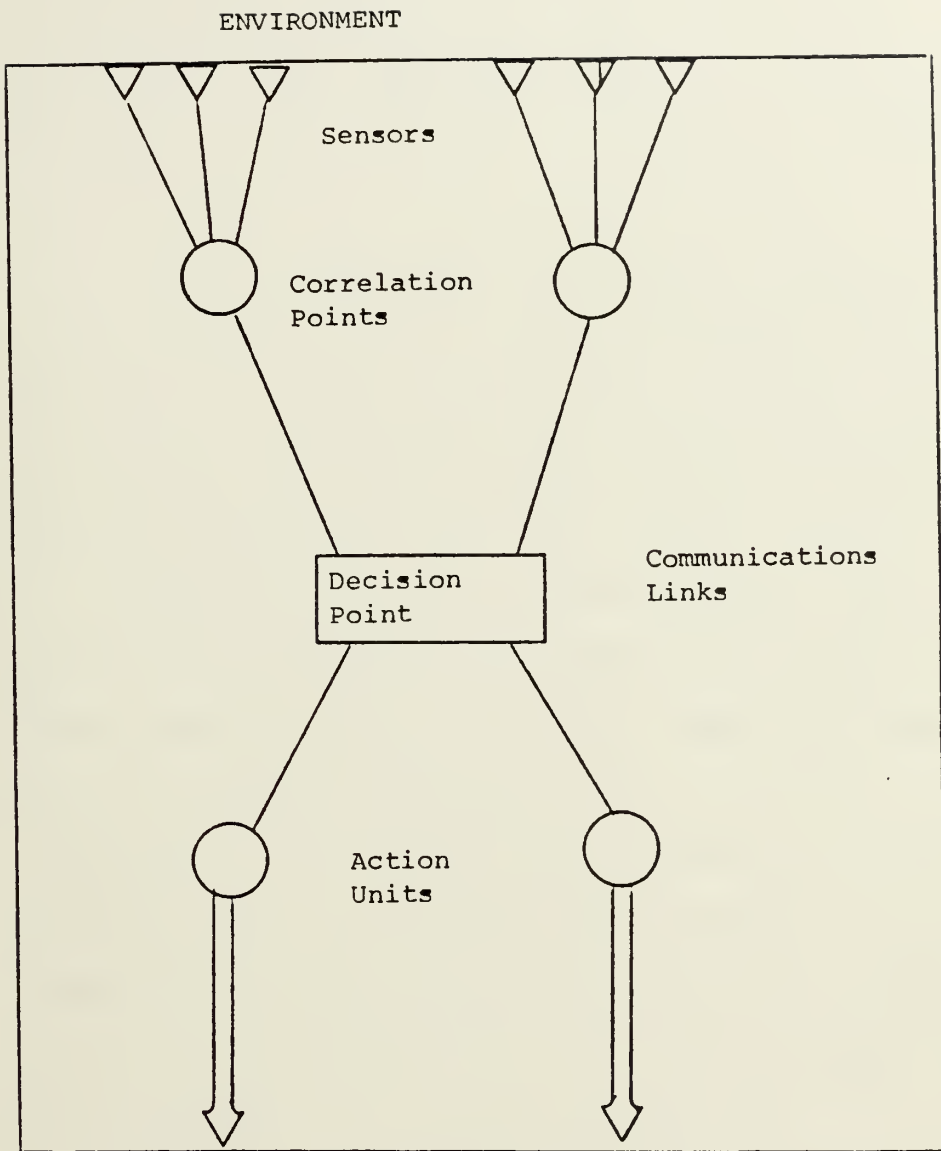 ENVIRONMENT
Sensors
Correlation
Points
Communications
Links
Decision
Point
Action
Units